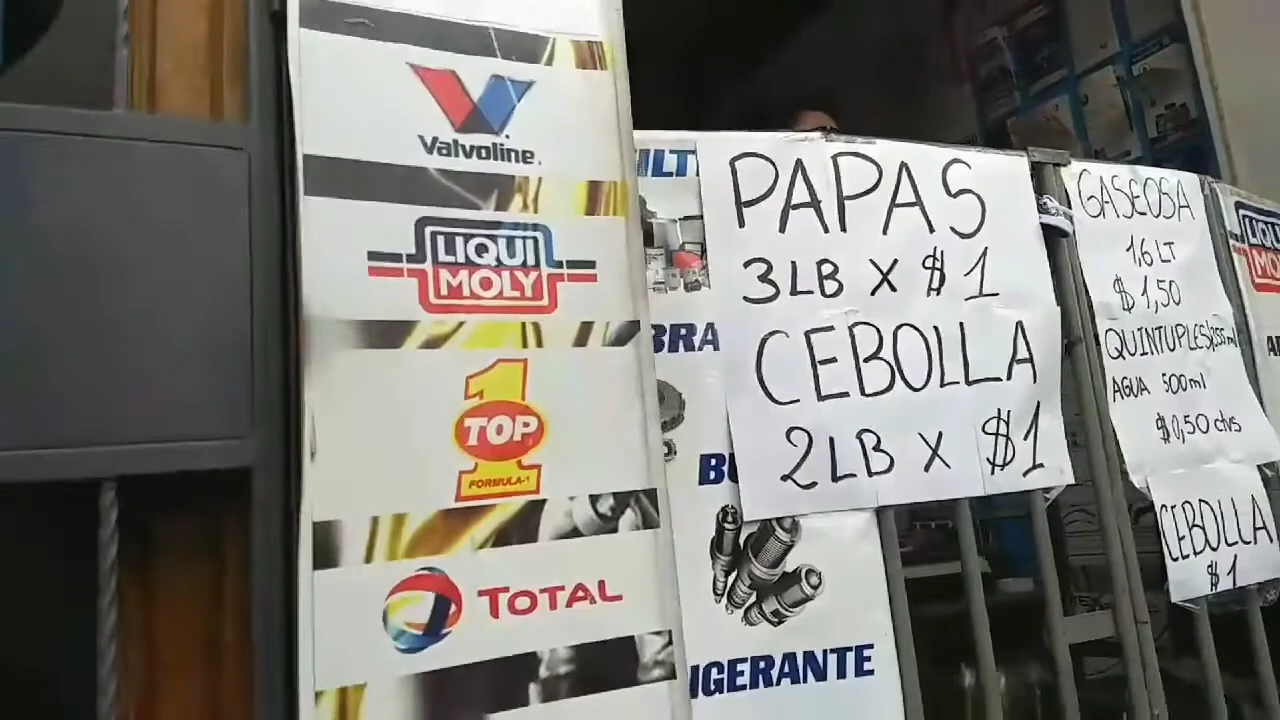 Valvoline
LIQUI
MOLY
1
TOP
FORMULA-1
TOTAL
PAPAS
3LB X $1
CEBOLLA
2LB X $1
GASEOSA
1,6 LT
$1,50
QUINTUPLES
AGUA 500ml
$0,50 ctvs
CEBOLLA
$1
IGERANTE